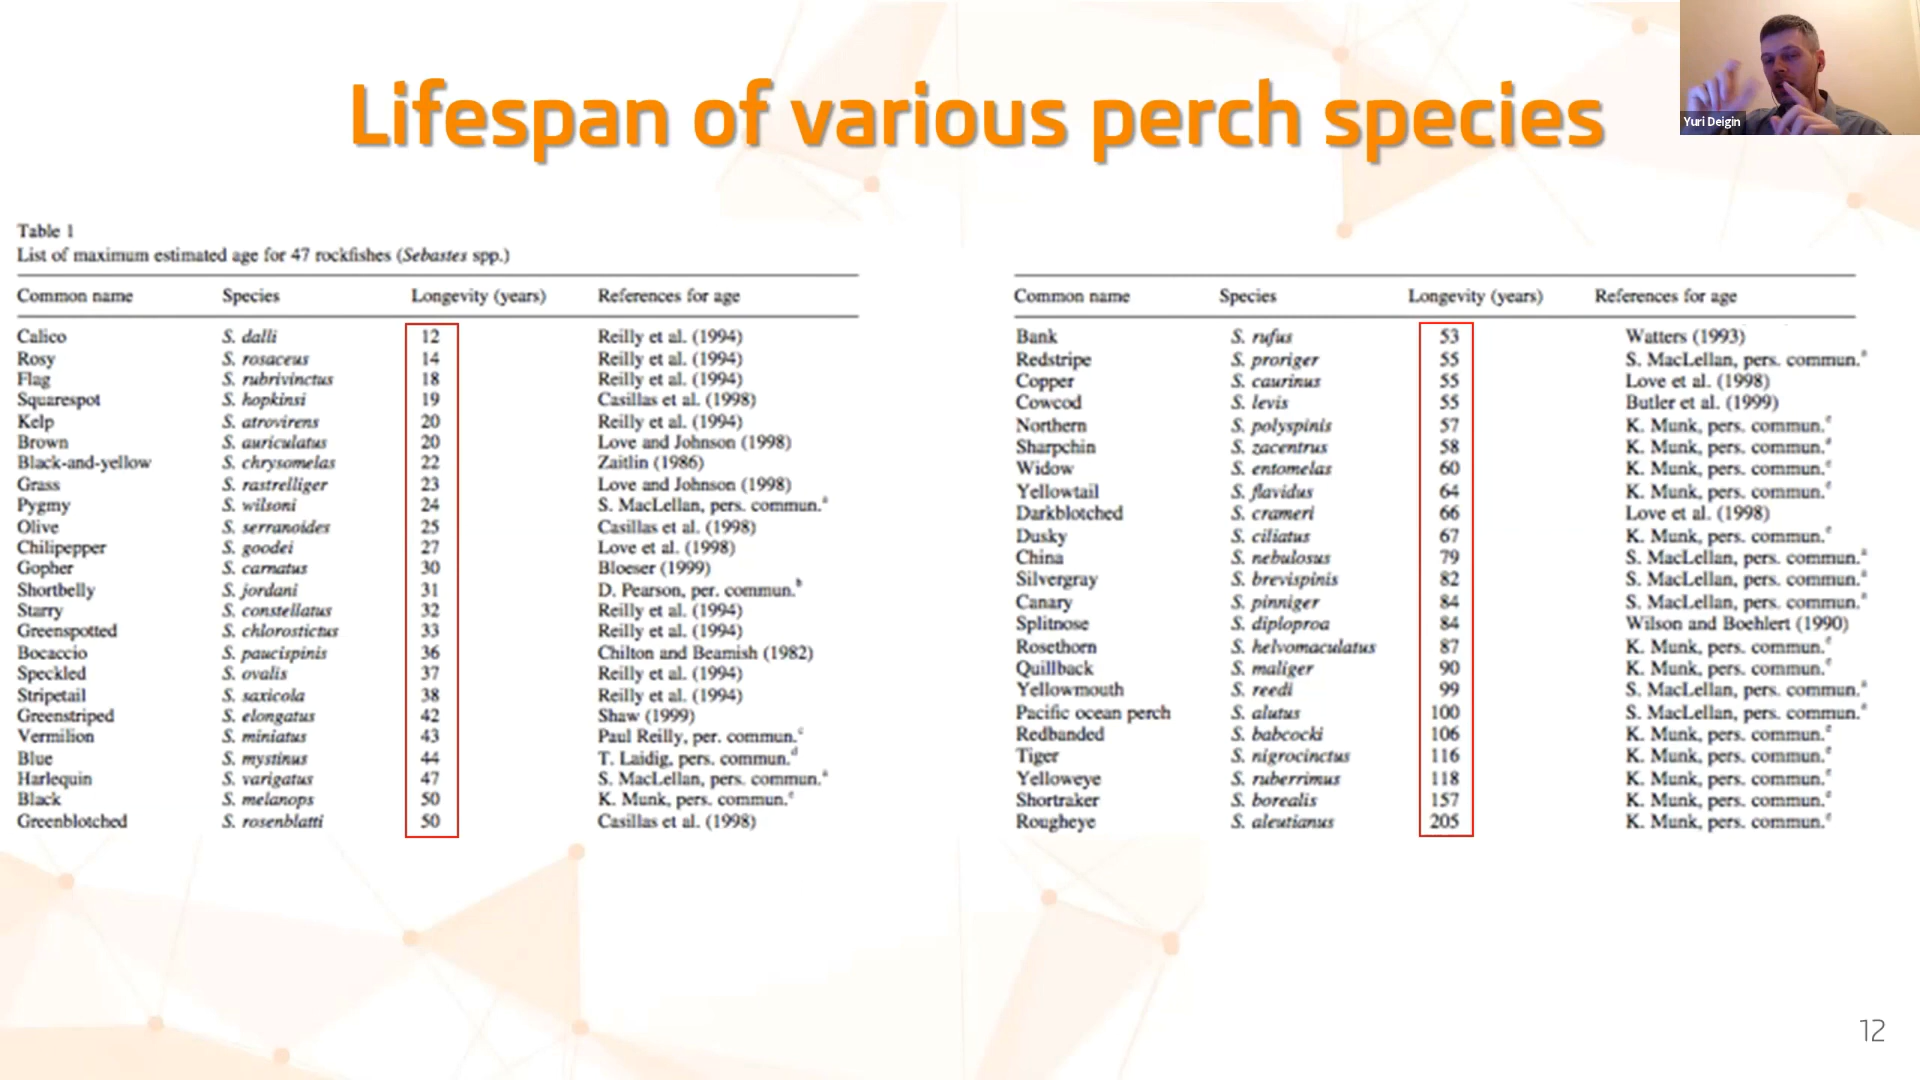 Lifespan of various perch species
Yuri Deigin
Table 1
List of maximum estimated age for 47 rockfishes (Sebastes spp.)
Common name Species Longevity (years) References for age
Calico S. dalli 12 Reilly et al. (1994)
Rosy S. rosaceus 14 Reilly et al. (1994)
Flag S. rubrivinctus 18 Reilly et al. (1994)
Squarespot S. hopkinsi 19 Casillas et al. (1998)
Kelp S. atrovirens 20 Reilly et al. (1994)
Brown S. auriculatus 20 Love and Johnson (1998)
Black-and-yellow S. chrysomelas 22 Zaitlin (1986)
Grass S. rastrelliger 23 Love and Johnson (1998)
Pygmy S. wilsoni 24 S. MacLellan, pers. commun.a
Olive S. serranoides 25 Casillas et al. (1998)
Chilipepper S. goodei 27 Love et al. (1998)
Gopher S. carnatus 30 Bloeser (1999)
Shortbelly S. jordani 31 D. Pearson, per. commun.b
Starry S. constellatus 32 Reilly et al. (1994)
Greenspotted S. chlorostictus 33 Reilly et al. (1994)
Bocaccio S. paucispinis 36 Chilton and Beamish (1982)
Speckled S. ovalis 37 Reilly et al. (1994)
Stripetail S. saxicola 38 Reilly et al. (1994)
Greenstriped S. elongatus 42 Shaw (1999)
Vermilion S. miniatus 43 Paul Reilly, per. commun.c
Blue S. mystinus 44 T. Laidig, pers. commun.d
Harlequin S. varigatus 47 S. MacLellan, pers. commun.a
Black S. melanops 50 K. Munk, pers. commun.e
Greenblotched S. rosenblatti 50 Casillas et al. (1998)
Common name Species Longevity (years) References for age
Bank S. rufus 53 Watters (1993)
Redstripe S. proriger 55 S. MacLellan, pers. commun.a
Copper S. caurinus 55 Love et al. (1998)
Cowcod S. levis 55 Butler et al. (1999)
Northern S. polyspinis 57 K. Munk, pers. commun.e
Sharpchin S. zacentrus 58 K. Munk, pers. commun.e
Widow S. entomelas 60 K. Munk, pers. commun.e
Yellowtail S. flavidus 64 K. Munk, pers. commun.e
Darkblotched S. crameri 66 Love et al. (1998)
Dusky S. ciliatus 67 K. Munk, pers. commun.e
China S. nebulosus 79 S. MacLellan, pers. commun.a
Silvergray S. brevispinis 82 S. MacLellan, pers. commun.a
Canary S. pinniger 84 S. MacLellan, pers. commun.a
Splitnose S. diploproa 84 Wilson and Boehlert (1990)
Rosethorn S. helvomaculatus 87 K. Munk, pers. commun.e
Quillback S. maliger 90 K. Munk, pers. commun.e
Yellowmouth S. reedi 99 S. MacLellan, pers. commun.a
Pacific ocean perch S. alutus 100 S. MacLellan, pers. commun.a
Redbanded S. babcocki 106 K. Munk, pers. commun.e
Tiger S. nigrocinctus 116 K. Munk, pers. commun.e
Yelloweye S. ruberrimus 118 K. Munk, pers. commun.e
Shortraker S. borealis 157 K. Munk, pers. commun.e
Rougheye S. aleutianus 205 K. Munk, pers. commun.e
12